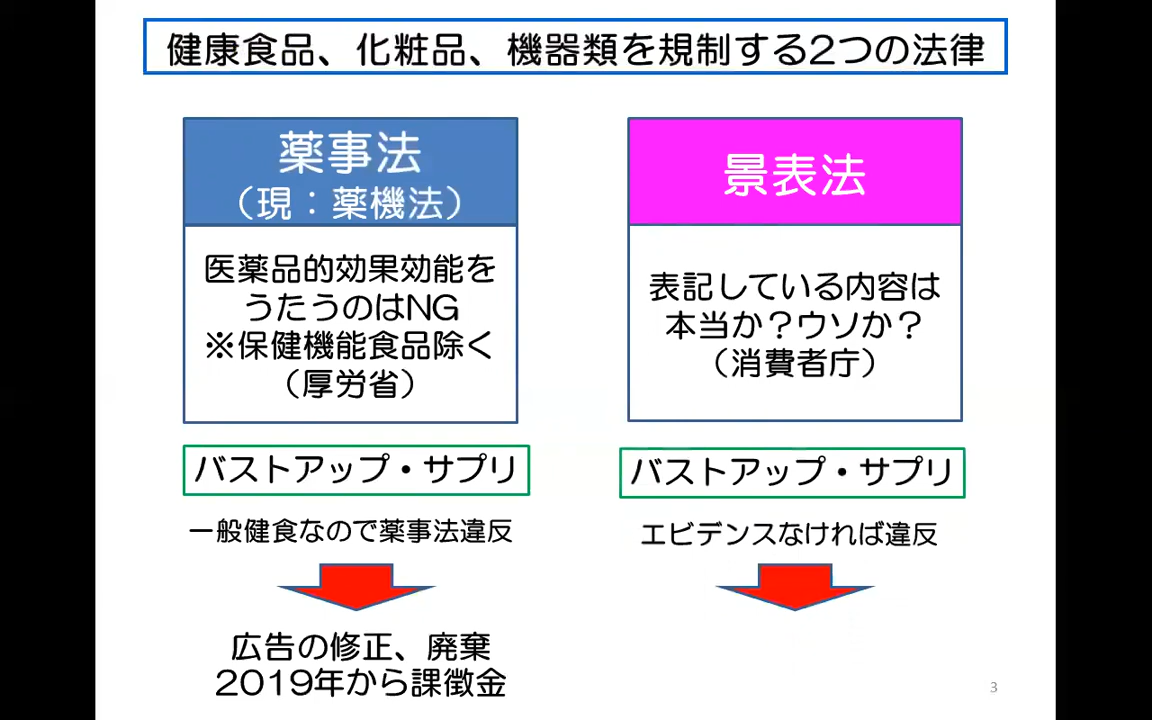 健康食品、化粧品、機器類を規制する2つの法律
薬事法
（現：薬機法）
医薬品的効果効能を
うたうのはNG
※保健機能食品除く
（厚労省）
バストアップ・サプリ
一般健食なので薬事法違反
広告の修正、廃棄
2019年から課徴金
景表法
表記している内容は
本当か？ウソか？
（消費者庁）
バストアップ・サプリ
エビデンスなければ違反
3